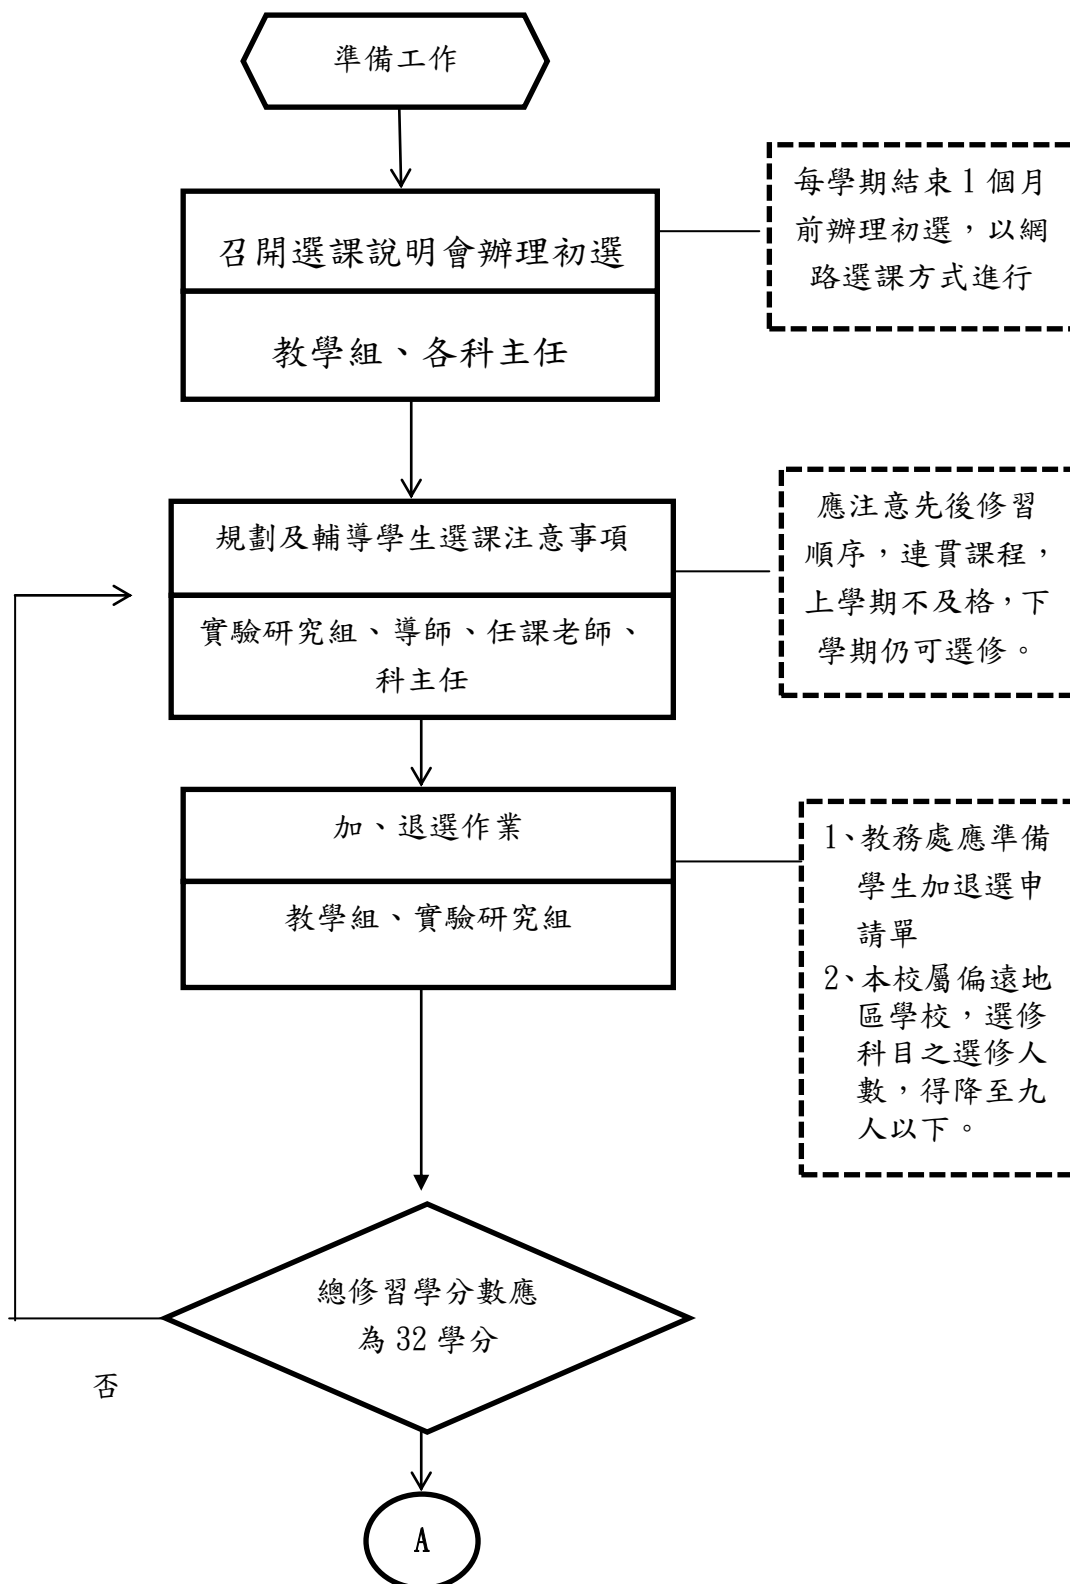 準備工作
召開選課說明會辦理初選
教學組、各科主任
每學期結束 1 個月
前辦理初選，以網
路選課方式進行
規劃及輔導學生選課注意事項
實驗研究組、導師、任課老師、
科主任
應注意先後修習
順序，連貫課程，
上學期不及格，下
學期仍可選修。
加、退選作業
教學組、實驗研究組
1、教務處應準備
學生加退選申
請單
2、本校屬偏遠地
區學校，選修
科目之選修人
數，得降至九
人以下。
總修習學分數應
為 32 學分
否
A